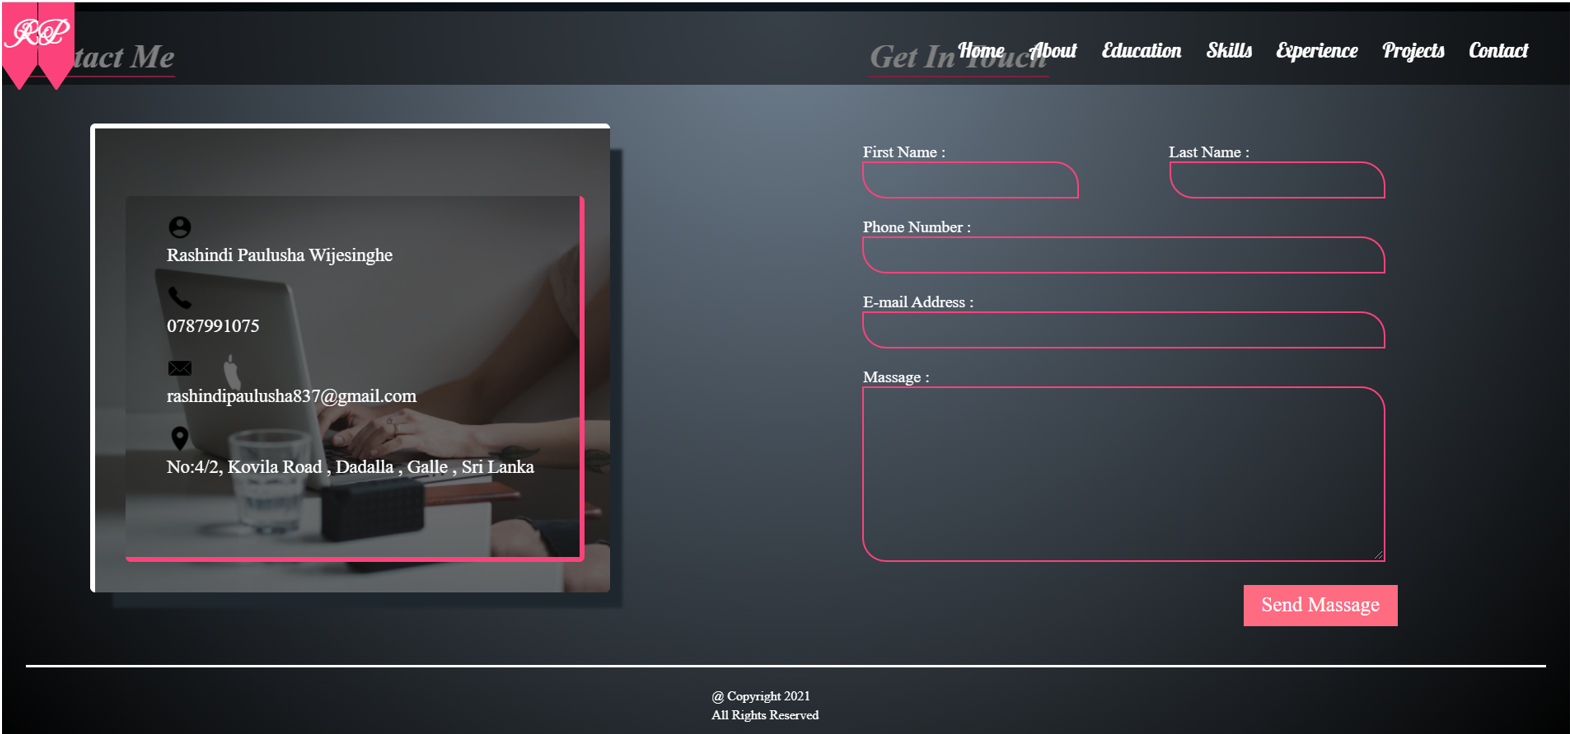 RP
tact Me
Get In Touch
Home About Education Skills Experience Projects Contact
Rashindi Paulusha Wijesinghe
0787991075
rashindipaulusha837@gmail.com
No:4/2, Kovila Road , Dadalla , Galle , Sri Lanka
First Name :
Last Name :
Phone Number :
E-mail Address :
Massage :
Send Massage
@ Copyright 2021
All Rights Reserved